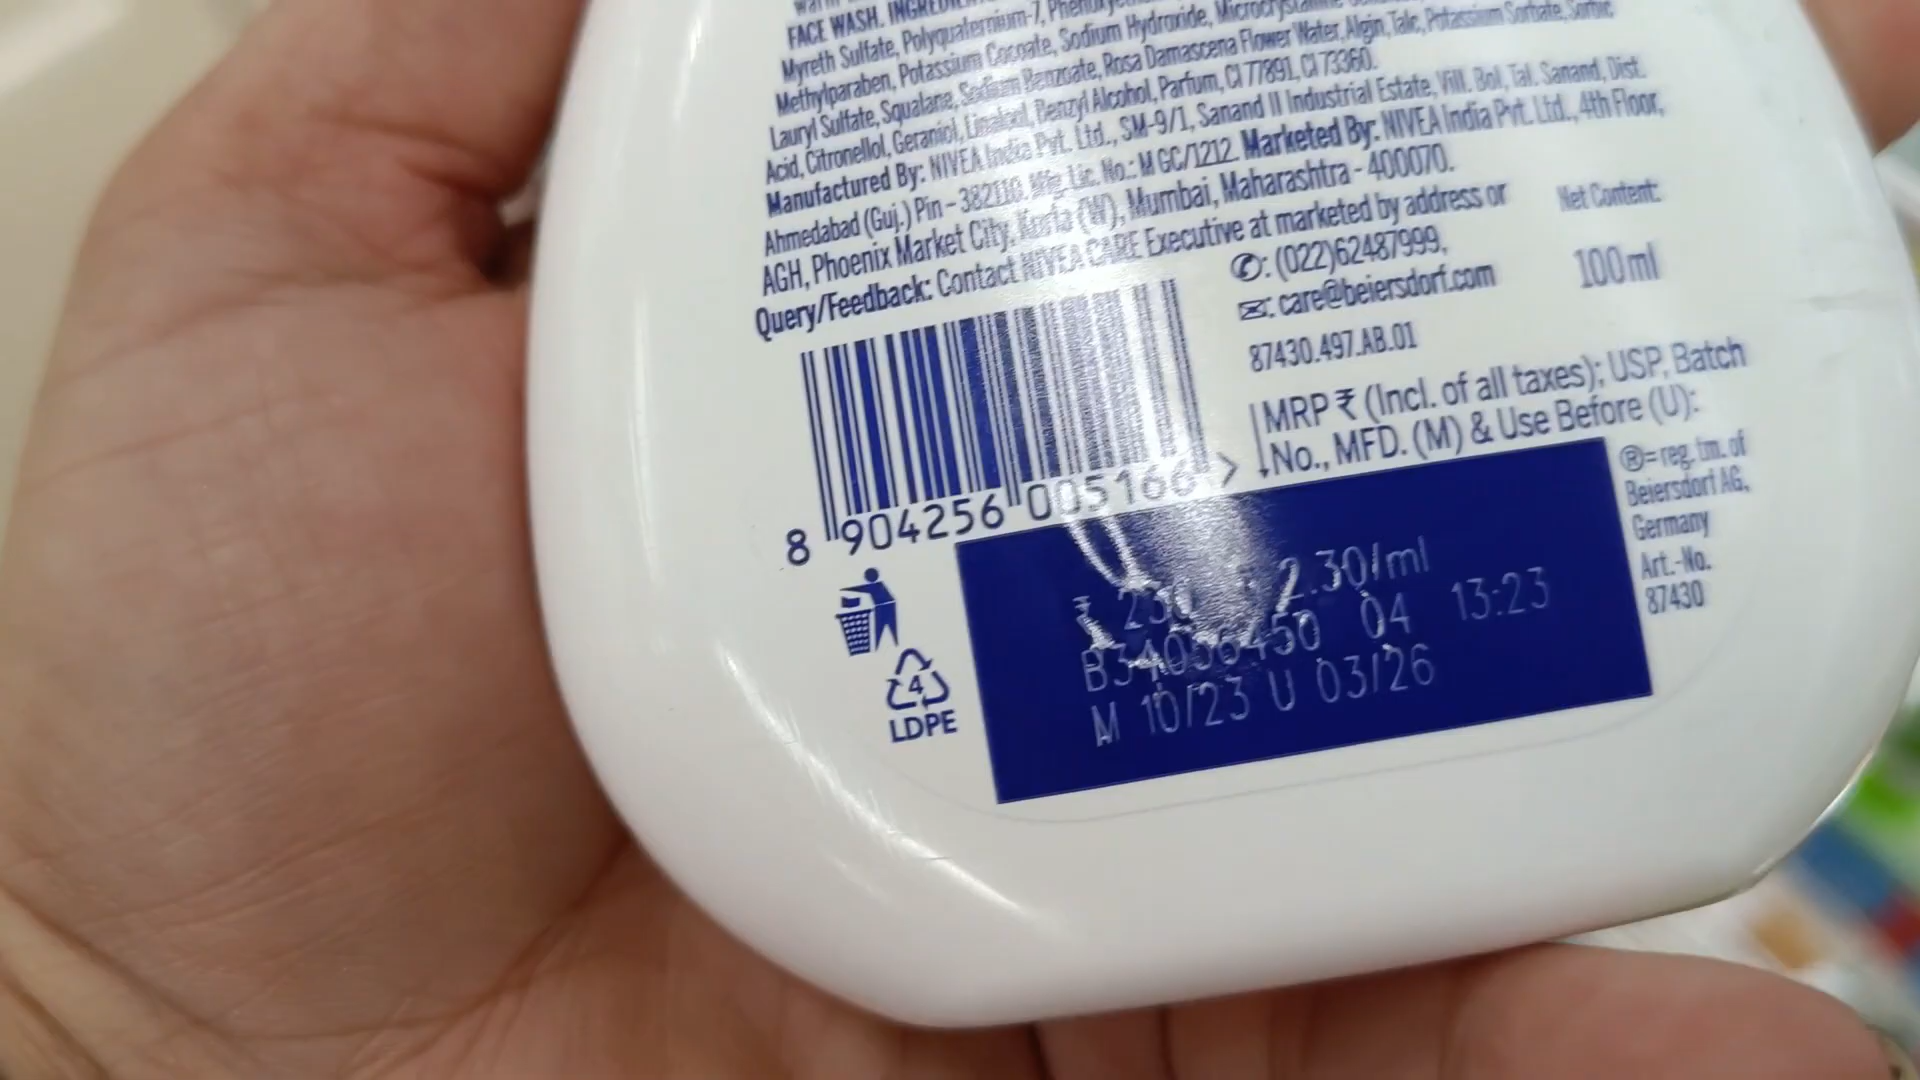 FACE WASH.
Myreth Sulfate, Polyquaternium-7,
Methylparaben, Potassium Cocoate, Sodium Hydroxide, Microcrystalline
Lauryl Sulfate, Squalane, Sodium Benzoate, Rosa Damascena Flower Water, Algin, Talc, Potassium Sorbate, Sorbic
Acid, Citronellol, Geraniol, Linalool, Benzyl Alcohol, Parfum, CI 77891, CI 73360.
Manufactured By: NIVEA India Pvt. Ltd., SM-9/1, Sanand II Industrial Estate, Vill. Bol, Tal. Sanand, Dist.
Ahmedabad (Guj.) Pin – 382110. Mfg. Lic. No.: M GC/1212. Marketed By: NIVEA India Pvt. Ltd., 4th Floor,
AGH, Phoenix Market City, Kurla (W), Mumbai, Maharashtra - 400070.
Query/Feedback: Contact NIVEA CARE Executive at marketed by address or
✆: (022)62487999,
✉: care@beiersdorf.com
Net Content:
100ml
87430.497.AB.01
MRP ₹ (Incl. of all taxes); USP, Batch
No., MFD. (M) & Use Before (U):
8 904256 005166 >
₹ 230 2.30/ml
04 13:23
M 10/23 U 03/26
®= reg. tm. of
Beiersdorf AG,
Germany
Art.-No.
87430
4
LDPE